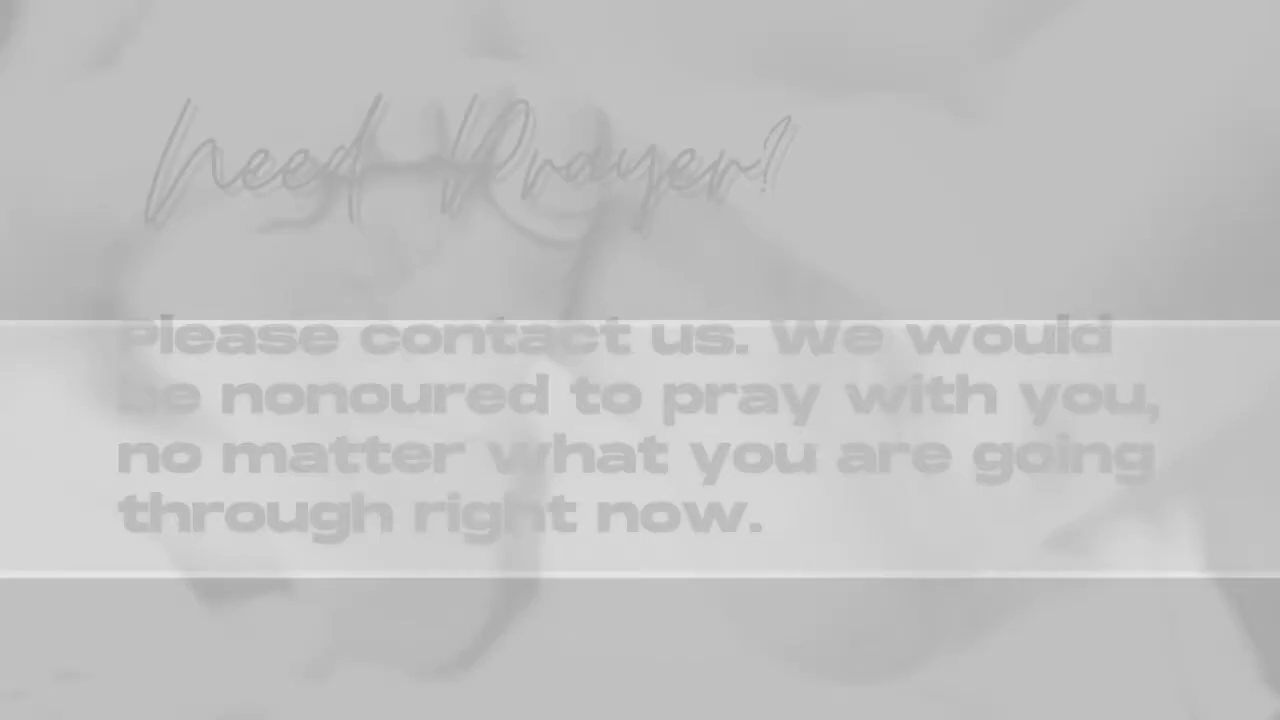 Need Prayer?
Please contact us. We would
be nonoured to pray with you,
no matter what you are going
through right now.